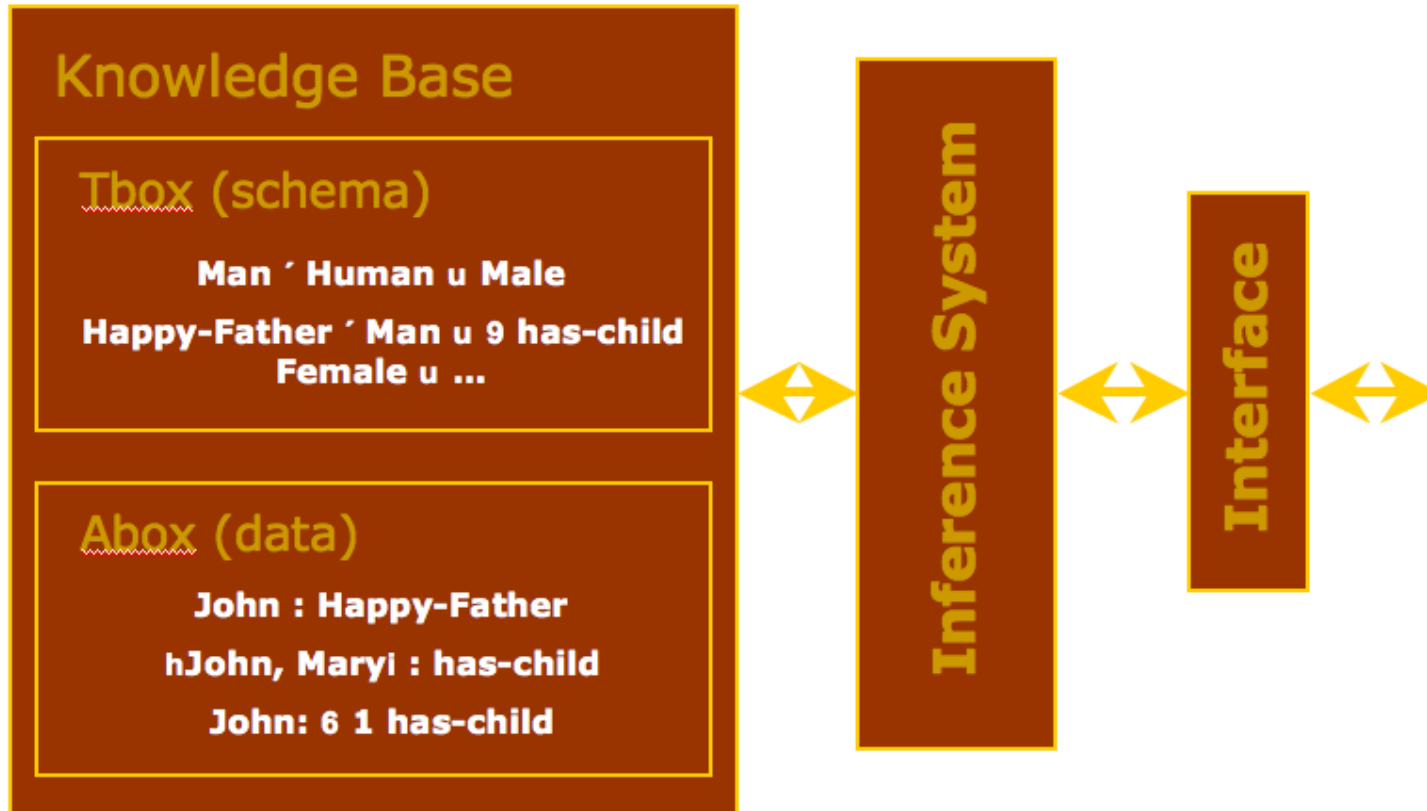 Knowledge Base
Tbox (schema)
Man ´ Human u Male
Happy-Father ´ Man u 9 has-child
Female u ...
Abox (data)
John : Happy-Father
hJohn, Maryi : has-child
John: 6 1 has-child
Inference System
Interface